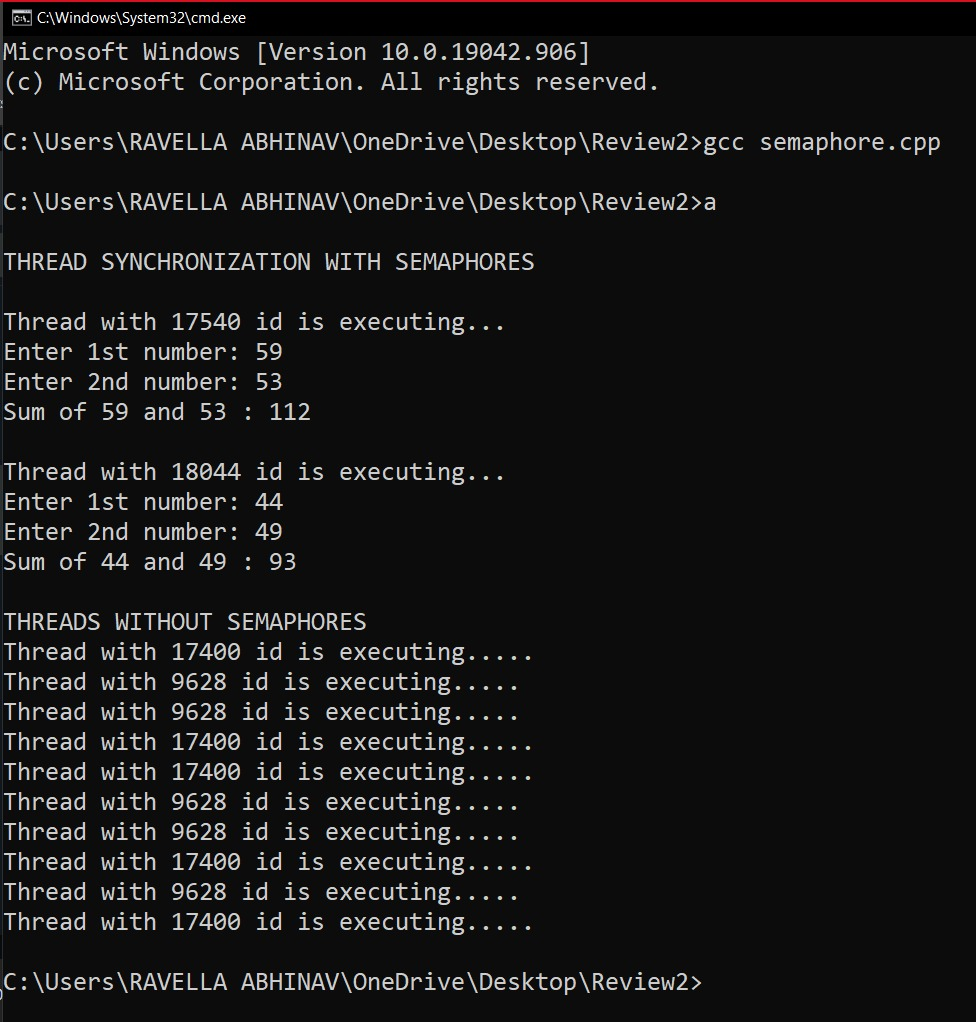 C:\Windows\System32\cmd.exe
Microsoft Windows [Version 10.0.19042.906]
(c) Microsoft Corporation. All rights reserved.
C:\Users\RAVELLA ABHINAV\OneDrive\Desktop\Review2>gcc semaphore.cpp
C:\Users\RAVELLA ABHINAV\OneDrive\Desktop\Review2>a
THREAD SYNCHRONIZATION WITH SEMAPHORES
Thread with 17540 id is executing...
Enter 1st number: 59
Enter 2nd number: 53
Sum of 59 and 53 : 112
Thread with 18044 id is executing...
Enter 1st number: 44
Enter 2nd number: 49
Sum of 44 and 49 : 93
THREADS WITHOUT SEMAPHORES
Thread with 17400 id is executing.....
Thread with 9628 id is executing.....
Thread with 9628 id is executing.....
Thread with 17400 id is executing.....
Thread with 17400 id is executing.....
Thread with 9628 id is executing.....
Thread with 9628 id is executing.....
Thread with 17400 id is executing.....
Thread with 9628 id is executing.....
Thread with 17400 id is executing.....
C:\Users\RAVELLA ABHINAV\OneDrive\Desktop\Review2>